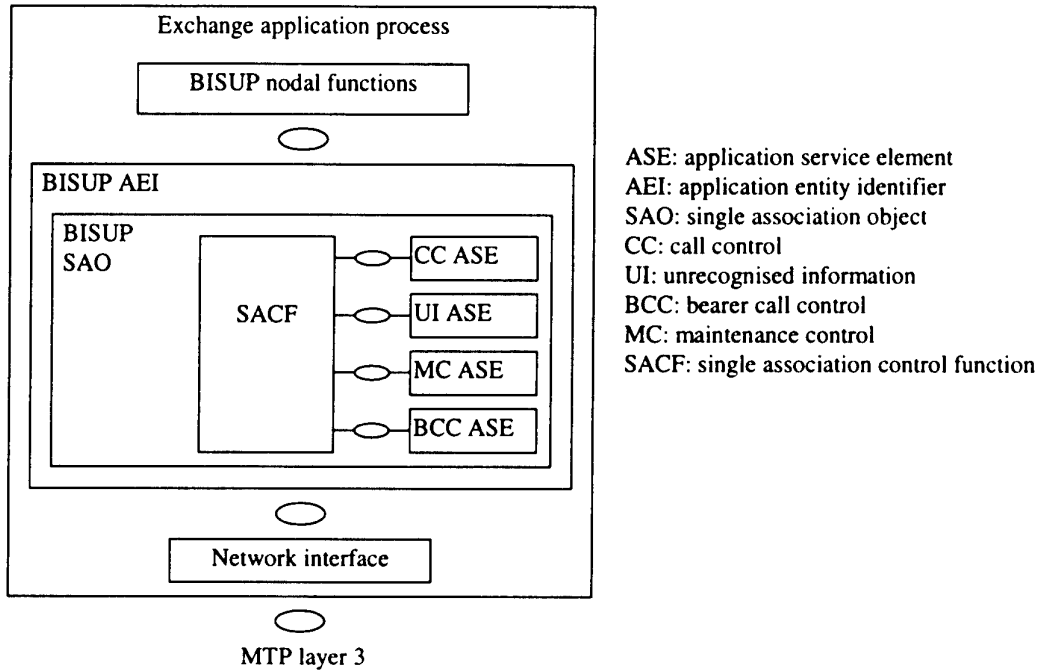 Exchange application process
BISUP nodal functions
BISUP AEI
BISUP
SAO
SACF
CC ASE
UI ASE
MC ASE
BCC ASE
Network interface
MTP layer 3
ASE: application service element
AEI: application entity identifier
SAO: single association object
CC: call control
UI: unrecognised information
BCC: bearer call control
MC: maintenance control
SACF: single association control function